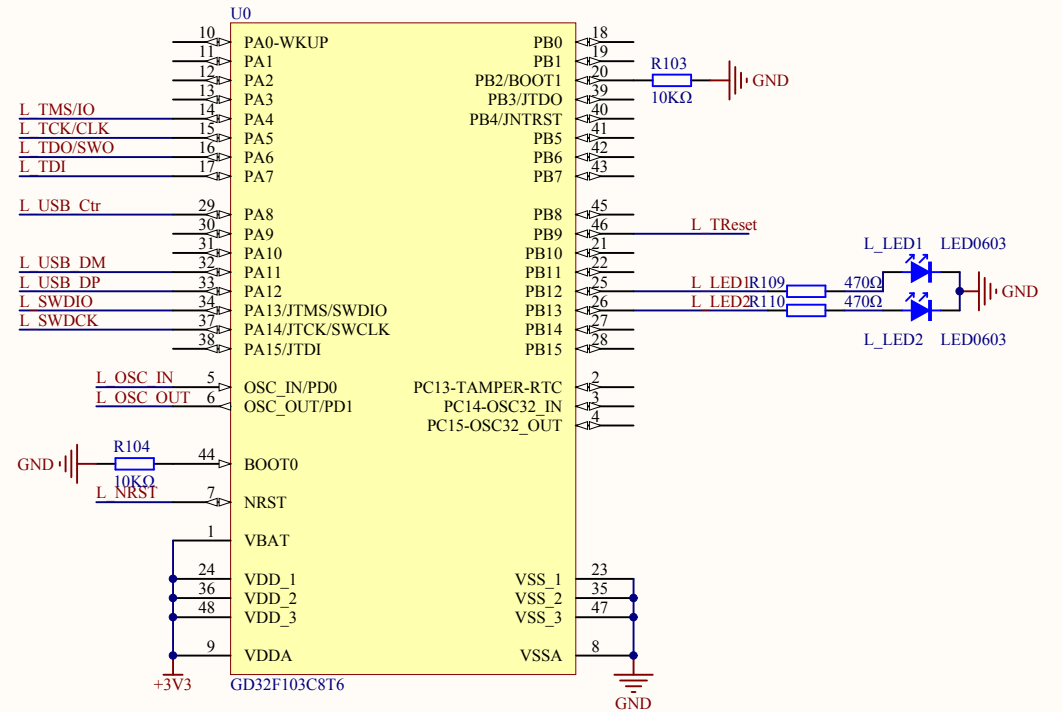 U0
10 PA0-WKUP PB0 18
11 PA1 PB1 19
12 PA2 PB2/BOOT1 20 R103 10KΩ GND
13 PA3 PB3/JTDO 39
L_TMS/IO 14 PA4 PB4/JNTRST 40
L_TCK/CLK 15 PA5 PB5 41
L_TDO/SWO 16 PA6 PB6 42
L_TDI 17 PA7 PB7 43
L_USB_Ctr 29 PA8 PB8 45
30 PA9 PB9 46 L_TReset
31 PA10 PB10 21
L_USB_DM 32 PA11 PB11 22
L_LED1 LED0603
L_USB_DP 33 PA12 PB12 25 L_LED1 R109 470Ω GND
L_SWDIO 34 PA13/JTMS/SWDIO PB13 26 L_LED2 R110 470Ω
L_SWDCK 37 PA14/JTCK/SWCLK PB14 27
L_LED2 LED0603
38 PA15/JTDI PB15 28
L_OSC_IN 5 OSC_IN/PD0 PC13-TAMPER-RTC 2
L_OSC_OUT 6 OSC_OUT/PD1 PC14-OSC32_IN 3
PC15-OSC32_OUT 4
GND R104 10KΩ 44 BOOT0
L_NRST 7 NRST
1 VBAT
24 VDD_1 VSS_1 23
36 VDD_2 VSS_2 35
48 VDD_3 VSS_3 47
9 VDDA VSSA 8
+3V3 GD32F103C8T6
GND